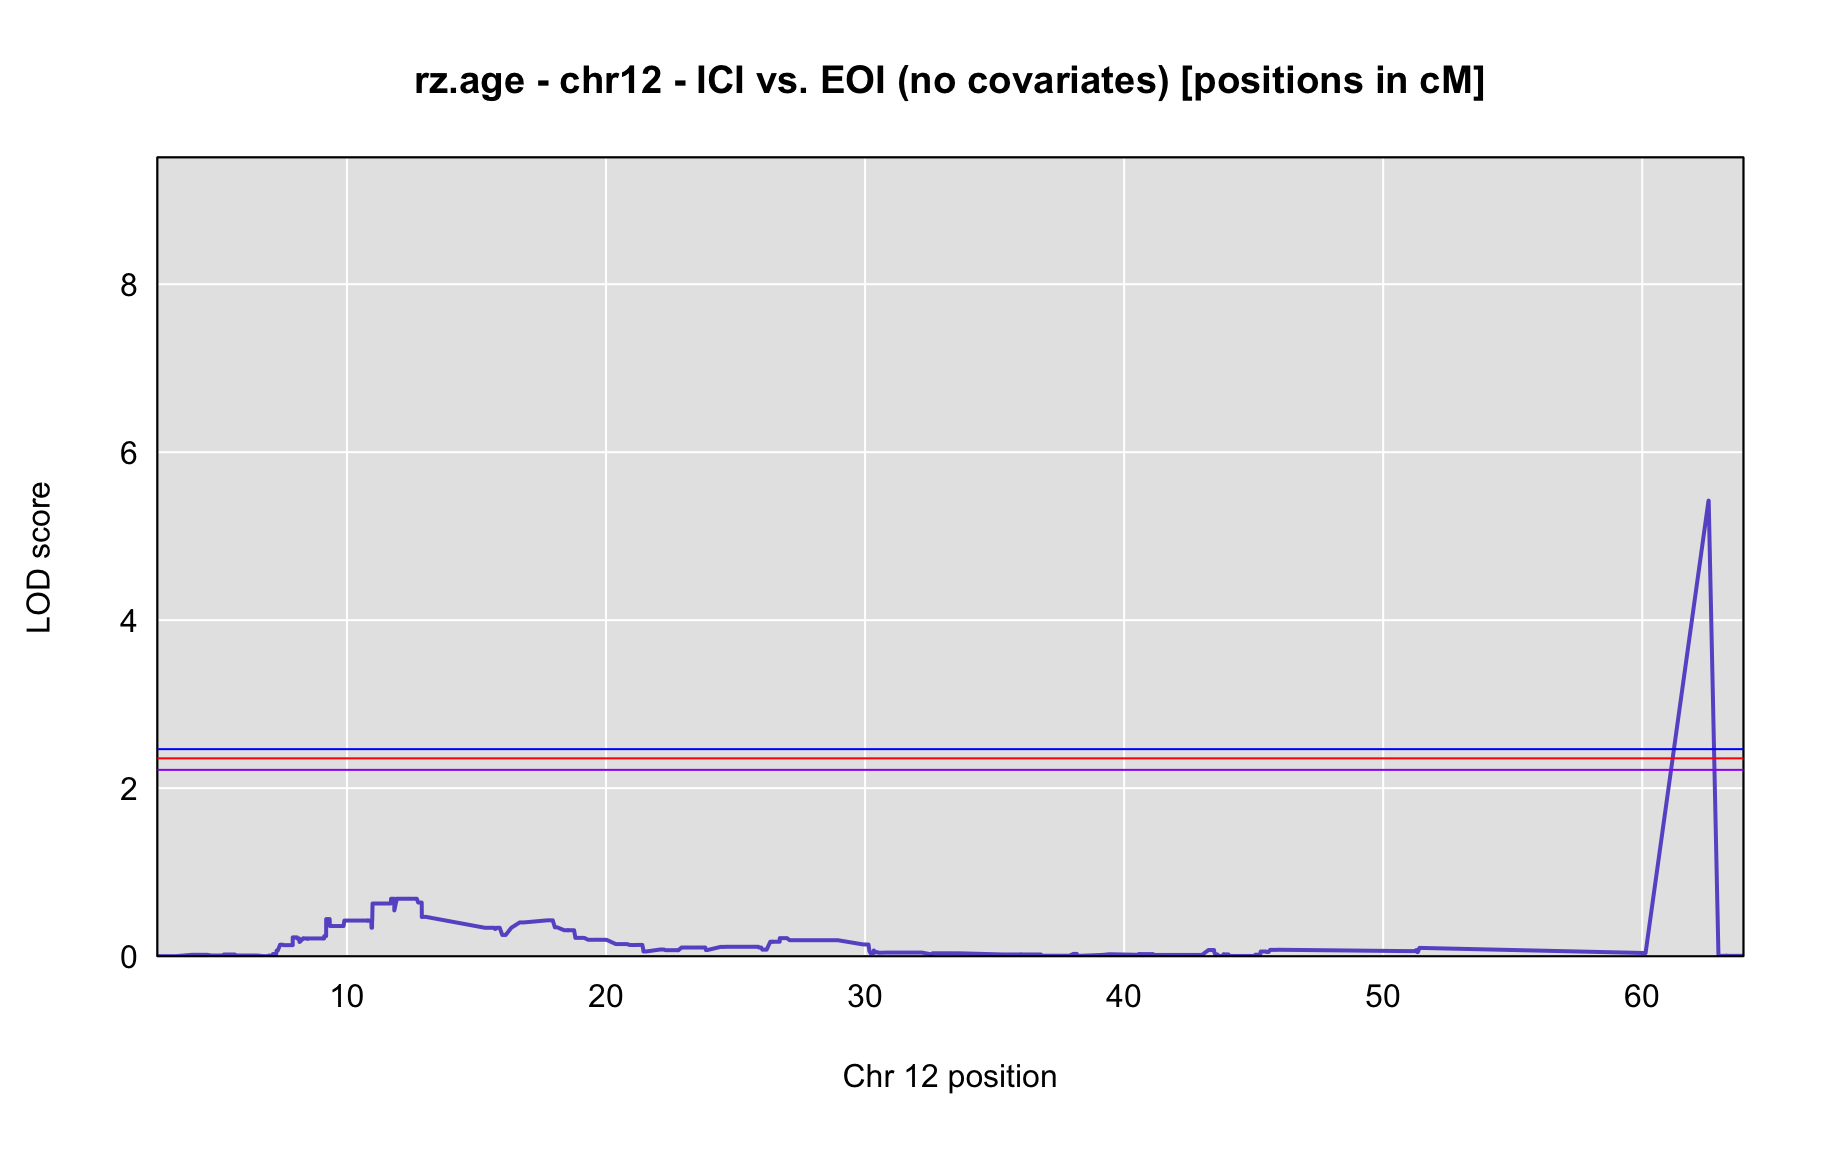 rz.age - chr12 - ICI vs. EOI (no covariates) [positions in cM]
8
6
4
2
0
LOD score
10 20 30 40 50 60
Chr 12 position